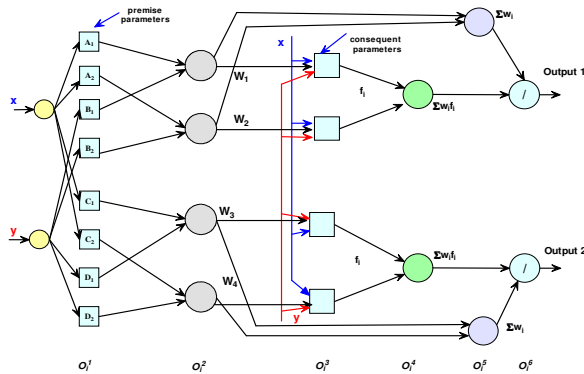 premise
parameters
x
consequent
parameters
Σwᵢ
A₁
A₂
B₁
B₂
C₁
C₂
D₁
D₂
x
y
W₁
W₂
W₃
W₄
fᵢ
Σwᵢfᵢ
/
Output 1
fᵢ
Σwᵢfᵢ
/
Output 2
y
Σwᵢ
Oᵢ¹
Oᵢ²
Oᵢ³
Oᵢ⁴
Oᵢ⁵
Oᵢ⁶